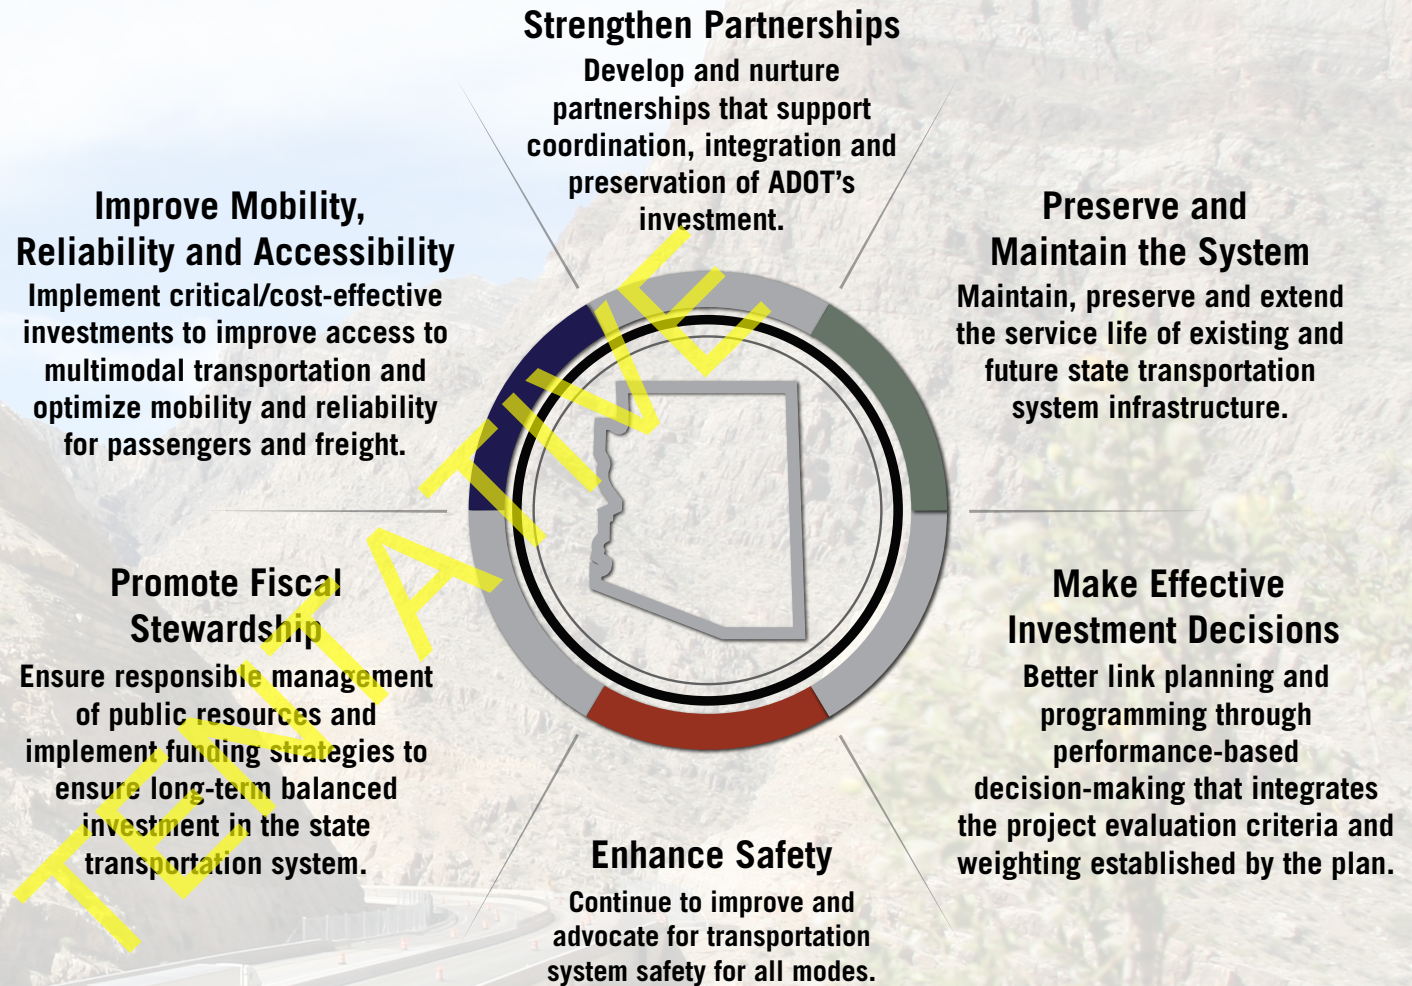 Strengthen Partnerships
Develop and nurture
partnerships that support
coordination, integration and
preservation of ADOT's
investment.
Improve Mobility,
Reliability and Accessibility
Implement critical/cost-effective
investments to improve access to
multimodal transportation and
optimize mobility and reliability
for passengers and freight.
Preserve and
Maintain the System
Maintain, preserve and extend
the service life of existing and
future state transportation
system infrastructure.
Promote Fiscal
Stewardship
Ensure responsible management
of public resources and
implement funding strategies to
ensure long-term balanced
investment in the state
transportation system.
Make Effective
Investment Decisions
Better link planning and
programming through
performance-based
decision-making that integrates
the project evaluation criteria and
weighting established by the plan.
Enhance Safety
Continue to improve and
advocate for transportation
system safety for all modes.
TENTATIVE